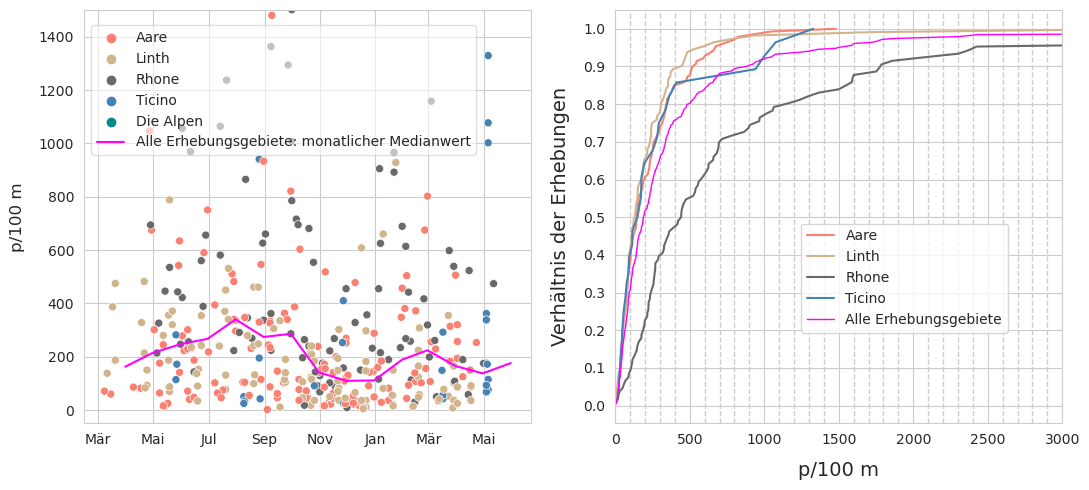 1400
1200
1000
800
600
400
200
0
p/100 m
Aare
Linth
Rhone
Ticino
Die Alpen
Alle Erhebungsgebiete: monatlicher Medianwert
Mär
Mai
Jul
Sep
Nov
Jan
Mär
Mai
1.0
0.9
0.8
0.7
0.6
0.5
0.4
0.3
0.2
0.1
0.0
Verhältnis der Erhebungen
Aare
Linth
Rhone
Ticino
Alle Erhebungsgebiete
0
500
1000
1500
2000
2500
3000
p/100 m